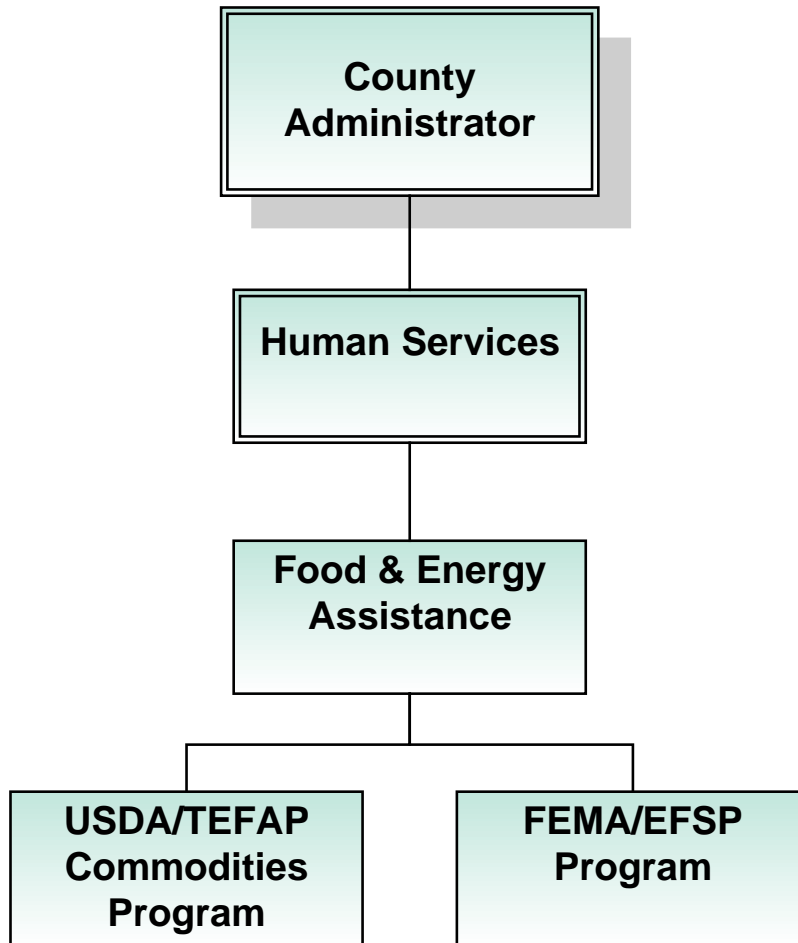 County
Administrator
Human Services
Food & Energy
Assistance
USDA/TEFAP
Commodities
Program
FEMA/EFSP
Program